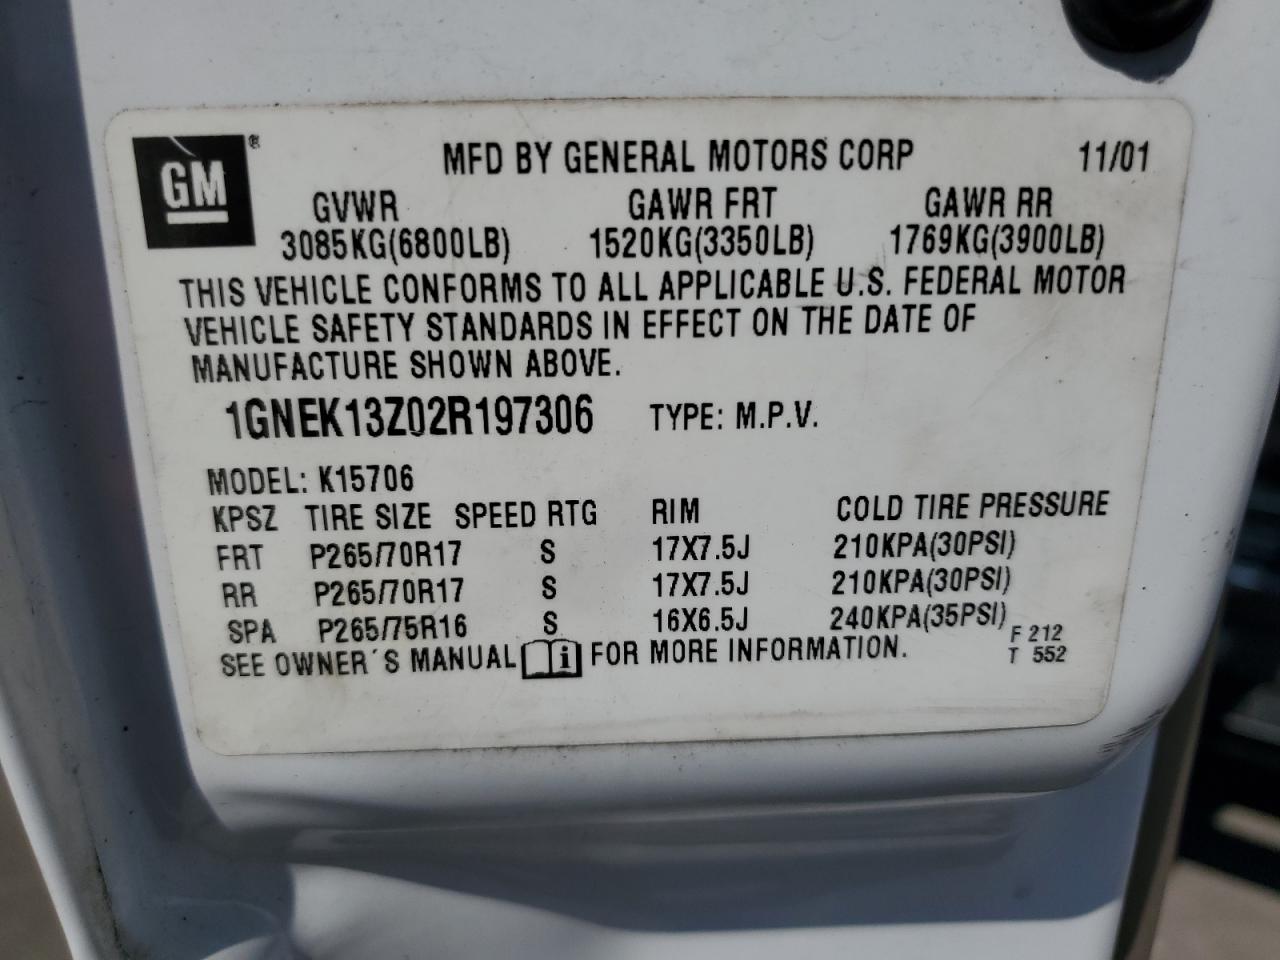 GM ®
MFD BY GENERAL MOTORS CORP 11/01
GVWR GAWR FRT GAWR RR
3085KG(6800LB) 1520KG(3350LB) 1769KG(3900LB)
THIS VEHICLE CONFORMS TO ALL APPLICABLE U.S. FEDERAL MOTOR
VEHICLE SAFETY STANDARDS IN EFFECT ON THE DATE OF
MANUFACTURE SHOWN ABOVE.
1GNEK13Z02R197306 TYPE: M.P.V.
MODEL: K15706
KPSZ TIRE SIZE SPEED RTG RIM COLD TIRE PRESSURE
FRT P265/70R17 S 17X7.5J 210KPA(30PSI)
RR P265/70R17 S 17X7.5J 210KPA(30PSI)
SPA P265/75R16 S 16X6.5J 240KPA(35PSI)
F 212
SEE OWNER´S MANUAL i FOR MORE INFORMATION. T 552